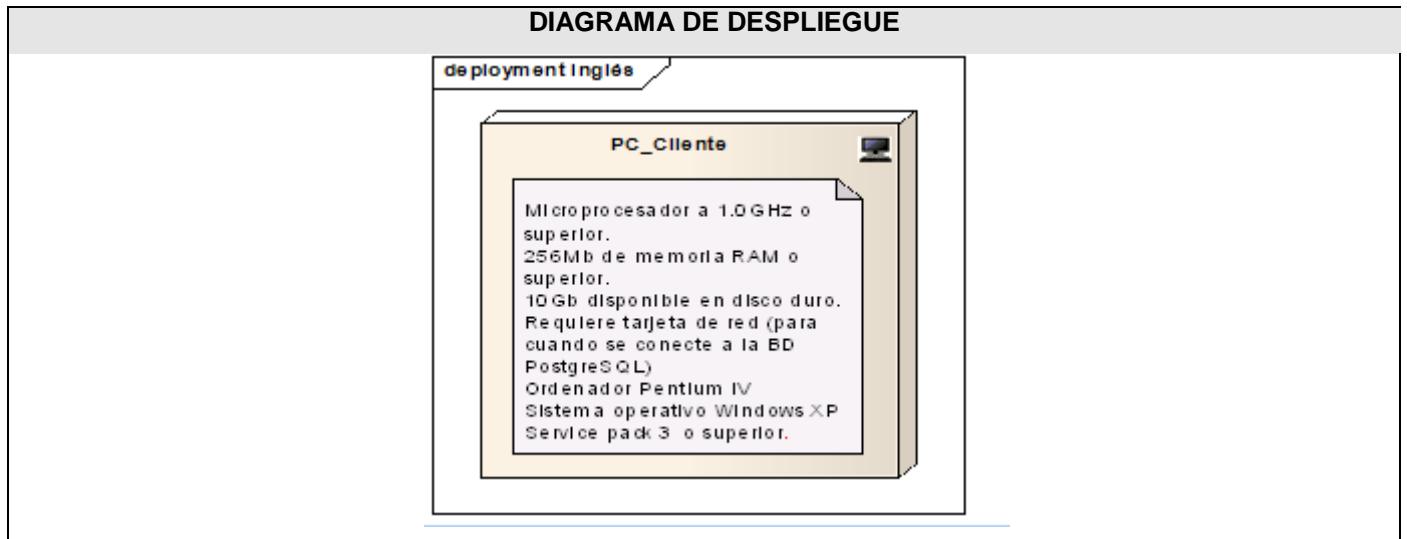 DIAGRAMA DE DESPLIEGUE
deployment Inglés
PC_Cliente
Microprocesador a 1.0GHz o
superior.
256Mb de memoria RAM o
superior.
10Gb disponible en disco duro.
Requiere tarjeta de red (para
cuando se conecte a la BD
PostgreSQL)
Ordenador Pentium IV
Sistema operativo Windows XP
Service pack 3 o superior.